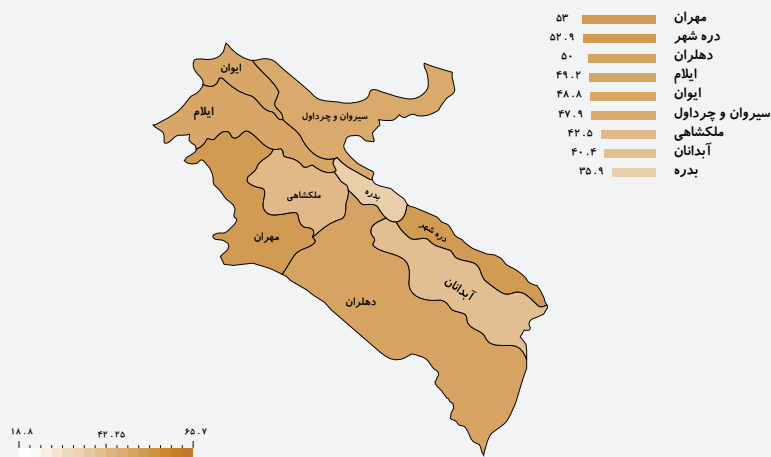 مهران ۵۳
دره شهر ۵۲.۹
دهلران ۵۰
ایلام ۴۹.۲
ایوان ۴۸.۸
سیروان و چرداول ۴۷.۹
ملکشاهی ۴۲.۵
آبدانان ۴۰.۴
بدره ۳۵.۹
ایوان
ایلام
سیروان و چرداول
ملکشاهی
بدره
مهران
دره شهر
آبدانان
دهلران
۱۸.۸ ۴۲.۲۵ ۶۵.۷